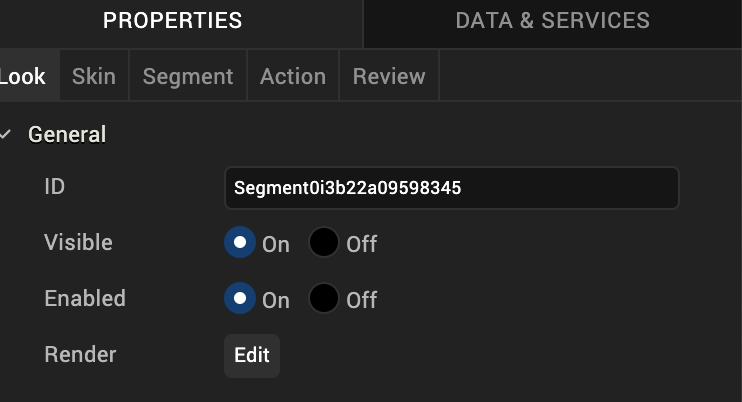 PROPERTIES DATA & SERVICES
Look Skin Segment Action Review
General
ID Segment0i3b22a09598345
Visible On Off
Enabled On Off
Render Edit